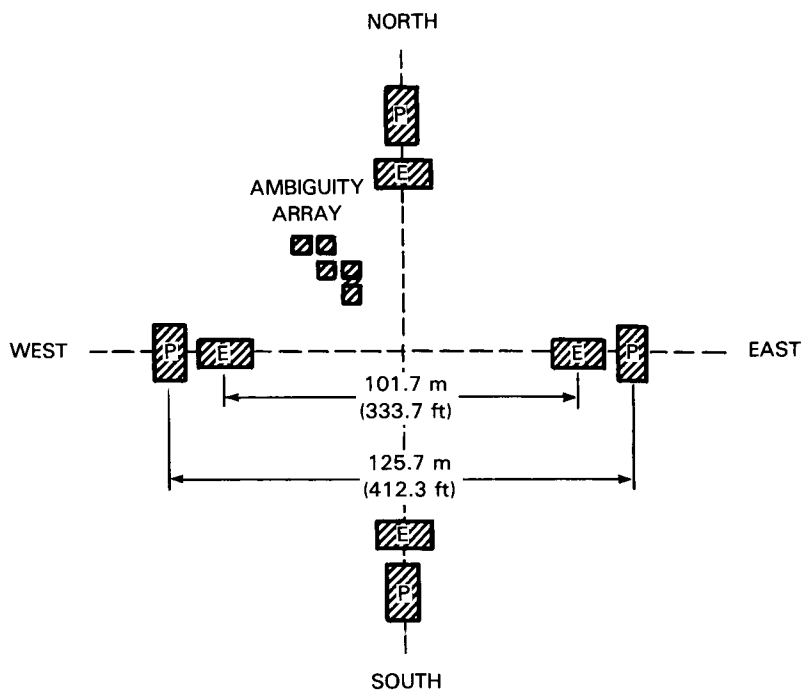 NORTH
P
E
AMBIGUITY
ARRAY
WEST
P
E
E
P
EAST
101.7 m
(333.7 ft)
125.7 m
(412.3 ft)
E
P
SOUTH